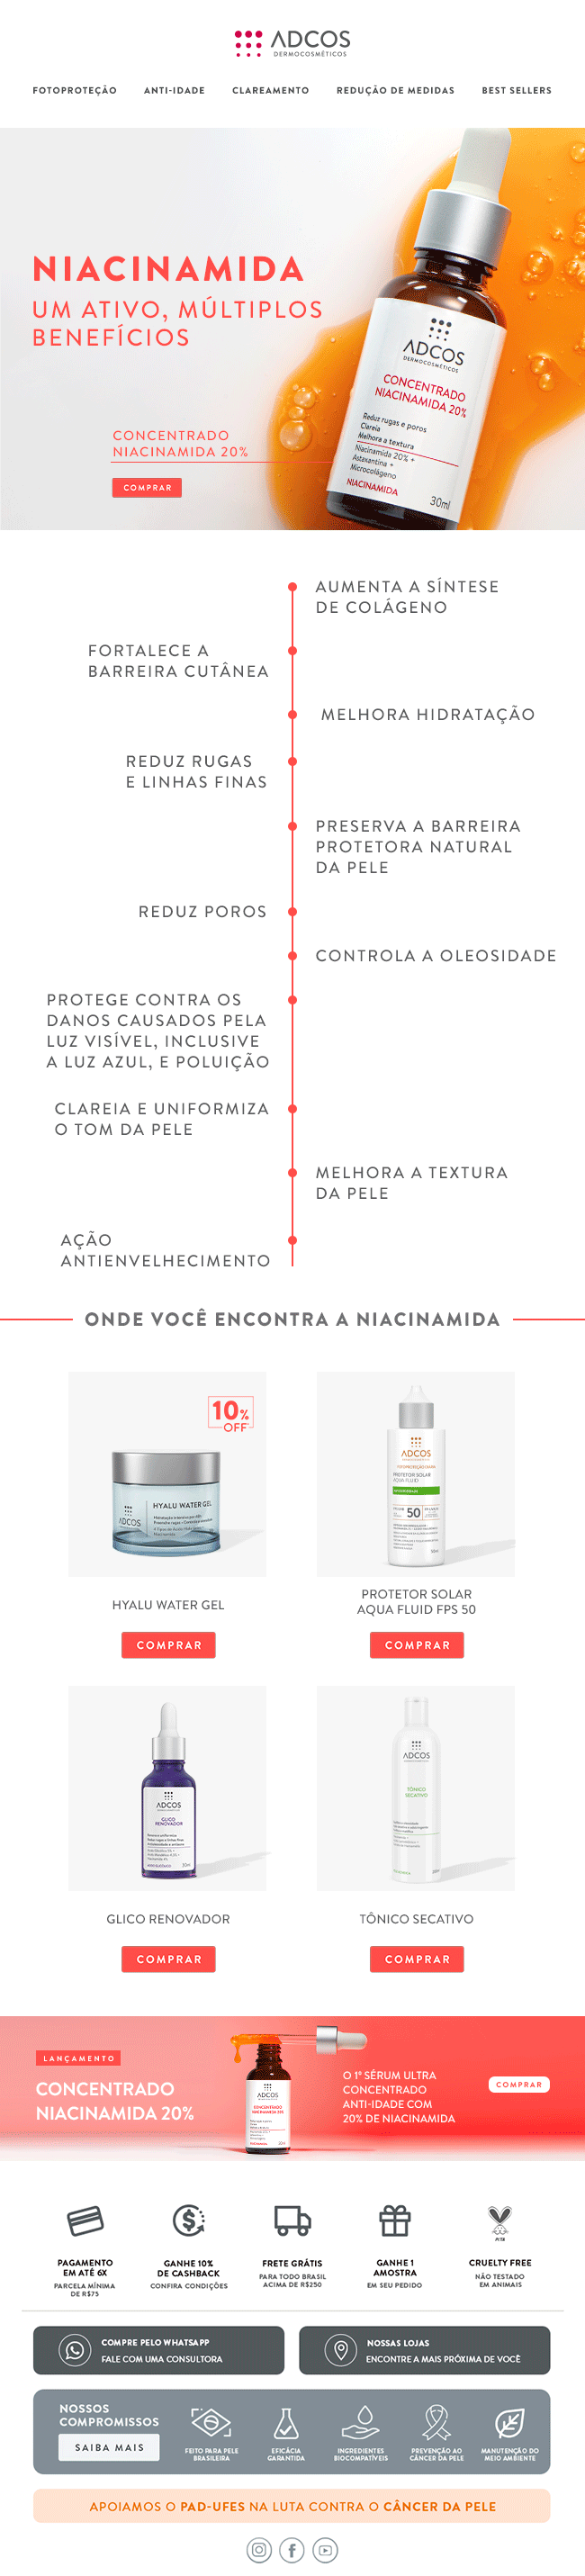 ADCOS
DERMOCOSMÉTICOS
FOTOPROTEÇÃO ANTI-IDADE CLAREAMENTO REDUÇÃO DE MEDIDAS BEST SELLERS
NIACINAMIDA
UM ATIVO, MÚLTIPLOS
BENEFÍCIOS
CONCENTRADO
NIACINAMIDA 20%
COMPRAR
ADCOS
DERMOCOSMÉTICOS
CONCENTRADO
NIACINAMIDA 20%
Reduz rugas e poros
Clareia
Melhora a textura
Niacinamida 20% +
Astaxantina +
Microcolágeno
NIACINAMIDA
30ml
AUMENTA A SÍNTESE
DE COLÁGENO
FORTALECE A
BARREIRA CUTÂNEA
MELHORA HIDRATAÇÃO
REDUZ RUGAS
E LINHAS FINAS
PRESERVA A BARREIRA
PROTETORA NATURAL
DA PELE
REDUZ POROS
CONTROLA A OLEOSIDADE
PROTEGE CONTRA OS
DANOS CAUSADOS PELA
LUZ VISÍVEL, INCLUSIVE
A LUZ AZUL, E POLUIÇÃO
CLAREIA E UNIFORMIZA
O TOM DA PELE
MELHORA A TEXTURA
DA PELE
AÇÃO
ANTIENVELHECIMENTO
ONDE VOCÊ ENCONTRA A NIACINAMIDA
10%
OFF
ADCOS
HYALU WATER GEL
HYALU WATER GEL
COMPRAR
ADCOS
PROTETOR SOLAR
AQUA FLUID
50
PROTETOR SOLAR
AQUA FLUID FPS 50
COMPRAR
ADCOS
GLICO
RENOVADOR
GLICO RENOVADOR
COMPRAR
ADCOS
TÔNICO
SECATIVO
TÔNICO SECATIVO
COMPRAR
LANÇAMENTO
CONCENTRADO
NIACINAMIDA 20%
ADCOS
O 1º SÉRUM ULTRA
CONCENTRADO
ANTI-IDADE COM
20% DE NIACINAMIDA
COMPRAR
PAGAMENTO
EM ATÉ 6X
PARCELA MÍNIMA
DE R$75
GANHE 10%
DE CASHBACK
CONFIRA CONDIÇÕES
FRETE GRÁTIS
PARA TODO BRASIL
ACIMA DE R$250
GANHE 1
AMOSTRA
EM SEU PEDIDO
CRUELTY FREE
NÃO TESTADO
EM ANIMAIS
COMPRE PELO WHATSAPP
FALE COM UMA CONSULTORA
NOSSAS LOJAS
ENCONTRE A MAIS PRÓXIMA DE VOCÊ
NOSSOS
COMPROMISSOS
SAIBA MAIS
FEITO PARA PELE
BRASILEIRA
EFICÁCIA
GARANTIDA
INGREDIENTES
BIOCOMPATÍVEIS
PREVENÇÃO AO
CÂNCER DA PELE
MANUTENÇÃO DO
MEIO AMBIENTE
APOIAMOS O PAD-UFES NA LUTA CONTRA O CÂNCER DA PELE